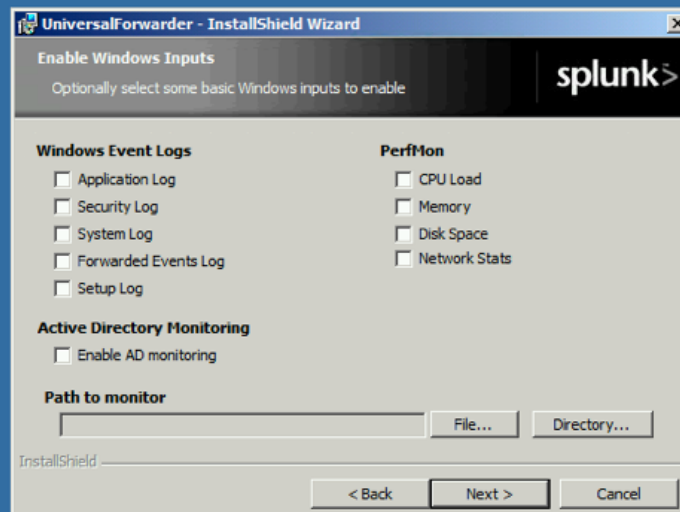 UniversalForwarder - InstallShield Wizard
Enable Windows Inputs
Optionally select some basic Windows inputs to enable
splunk>
Windows Event Logs
Application Log
Security Log
System Log
Forwarded Events Log
Setup Log
PerfMon
CPU Load
Memory
Disk Space
Network Stats
Active Directory Monitoring
Enable AD monitoring
Path to monitor
File...
Directory...
InstallShield
< Back
Next >
Cancel